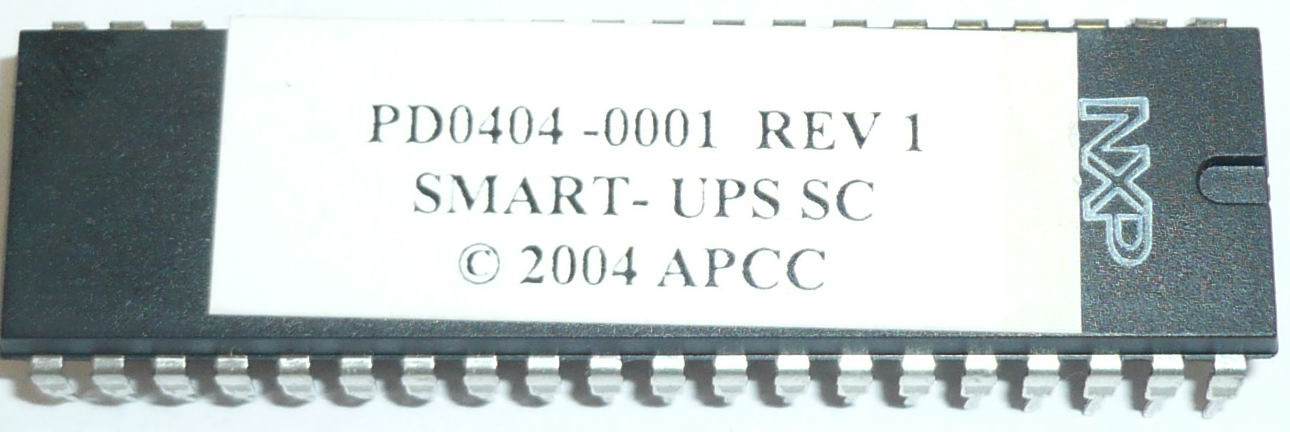 PD0404 -0001 REV 1
SMART- UPS SC
© 2004 APCC
NXP